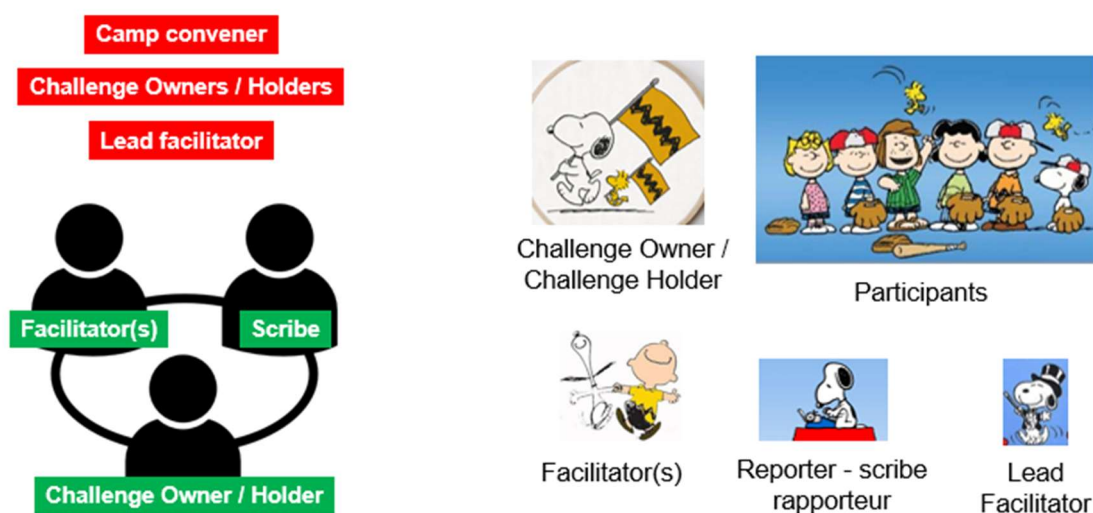 Camp convener
Challenge Owners / Holders
Lead facilitator
Facilitator(s)
Scribe
Challenge Owner / Holder
Challenge Owner /
Challenge Holder
Participants
Facilitator(s)
Reporter - scribe
rapporteur
Lead
Facilitator